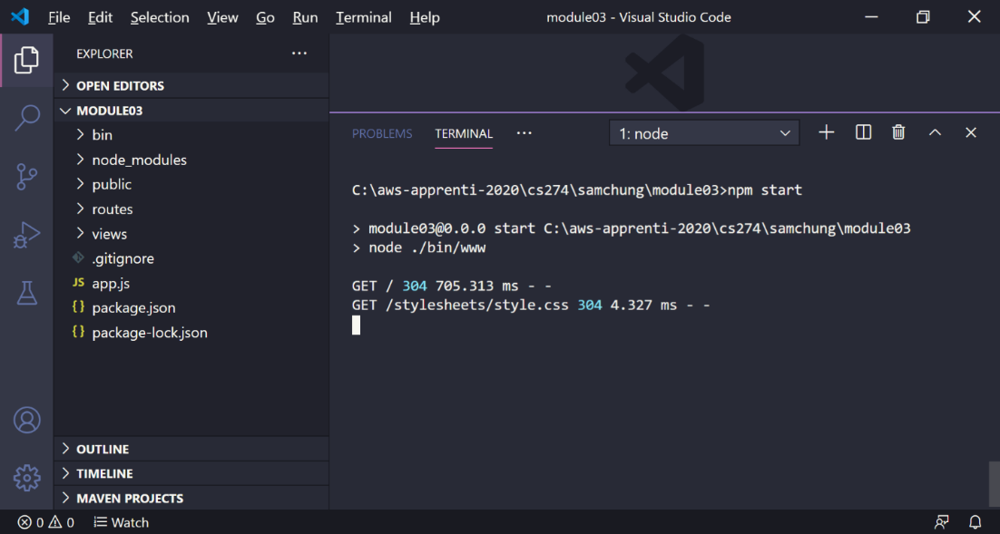 File Edit Selection View Go Run Terminal Help module03 - Visual Studio Code
EXPLORER
OPEN EDITORS
MODULE03
bin
node_modules
public
routes
views
.gitignore
JS app.js
{} package.json
{} package-lock.json
OUTLINE
TIMELINE
MAVEN PROJECTS
PROBLEMS TERMINAL ··· 1: node
C:\aws-apprenti-2020\cs274\samchung\module03>npm start
> module03@0.0.0 start C:\aws-apprenti-2020\cs274\samchung\module03
> node ./bin/www
GET / 304 705.313 ms - -
GET /stylesheets/style.css 304 4.327 ms - -
0 0 Watch